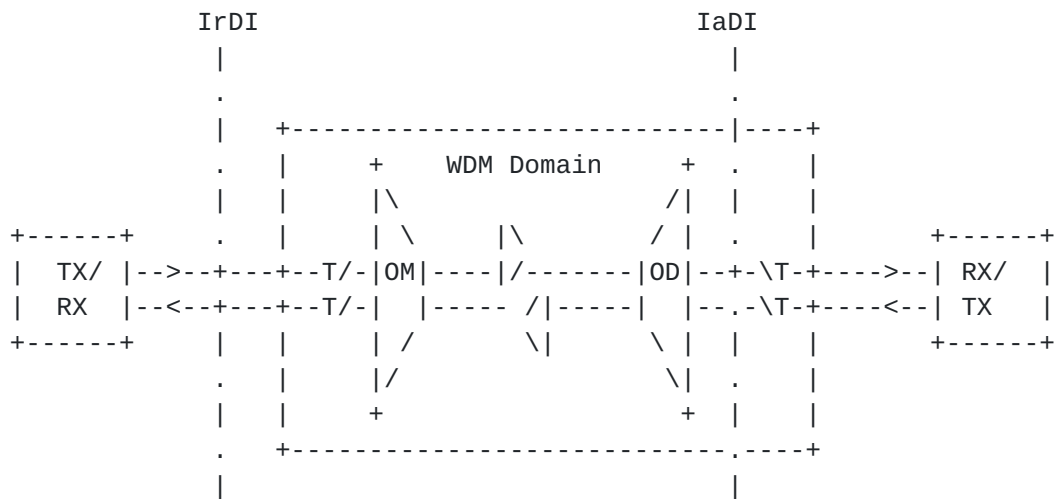 IrDI IaDI
| |
. .
| +----------------------------|----+
. | + WDM Domain + . |
| | |\ /| | |
+------+ . | | \ |\ / | . | +------+
| TX/ |-->--+---+--T/-|OM|----|/-------|OD|--+-\T-+---->--| RX/ |
| RX |--<--+---+--T/-| |----- /|-----| |--.-\T-+----<--| TX |
+------+ | | | / \| \ | | | +------+
. | |/ \| . |
| | + + | |
. +----------------------------.----+
| |